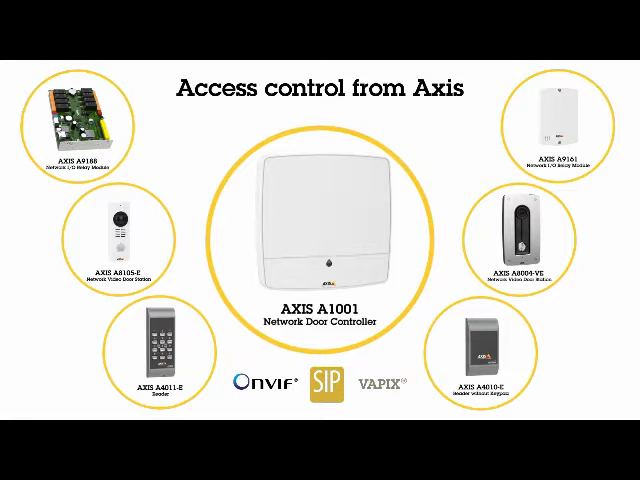 Access control from Axis
AXIS A9188
Network I/O Relay Module
AXIS A9161
Network I/O Relay Module
AXIS A8105-E
Network Video Door Station
AXIS A8004-VE
Network Video Door Station
AXIS
AXIS A1001
Network Door Controller
AXIS A4011-E
Reader
AXIS
AXIS A4010-E
Reader without Keypad
ONVIF®
SIP
VAPIX®